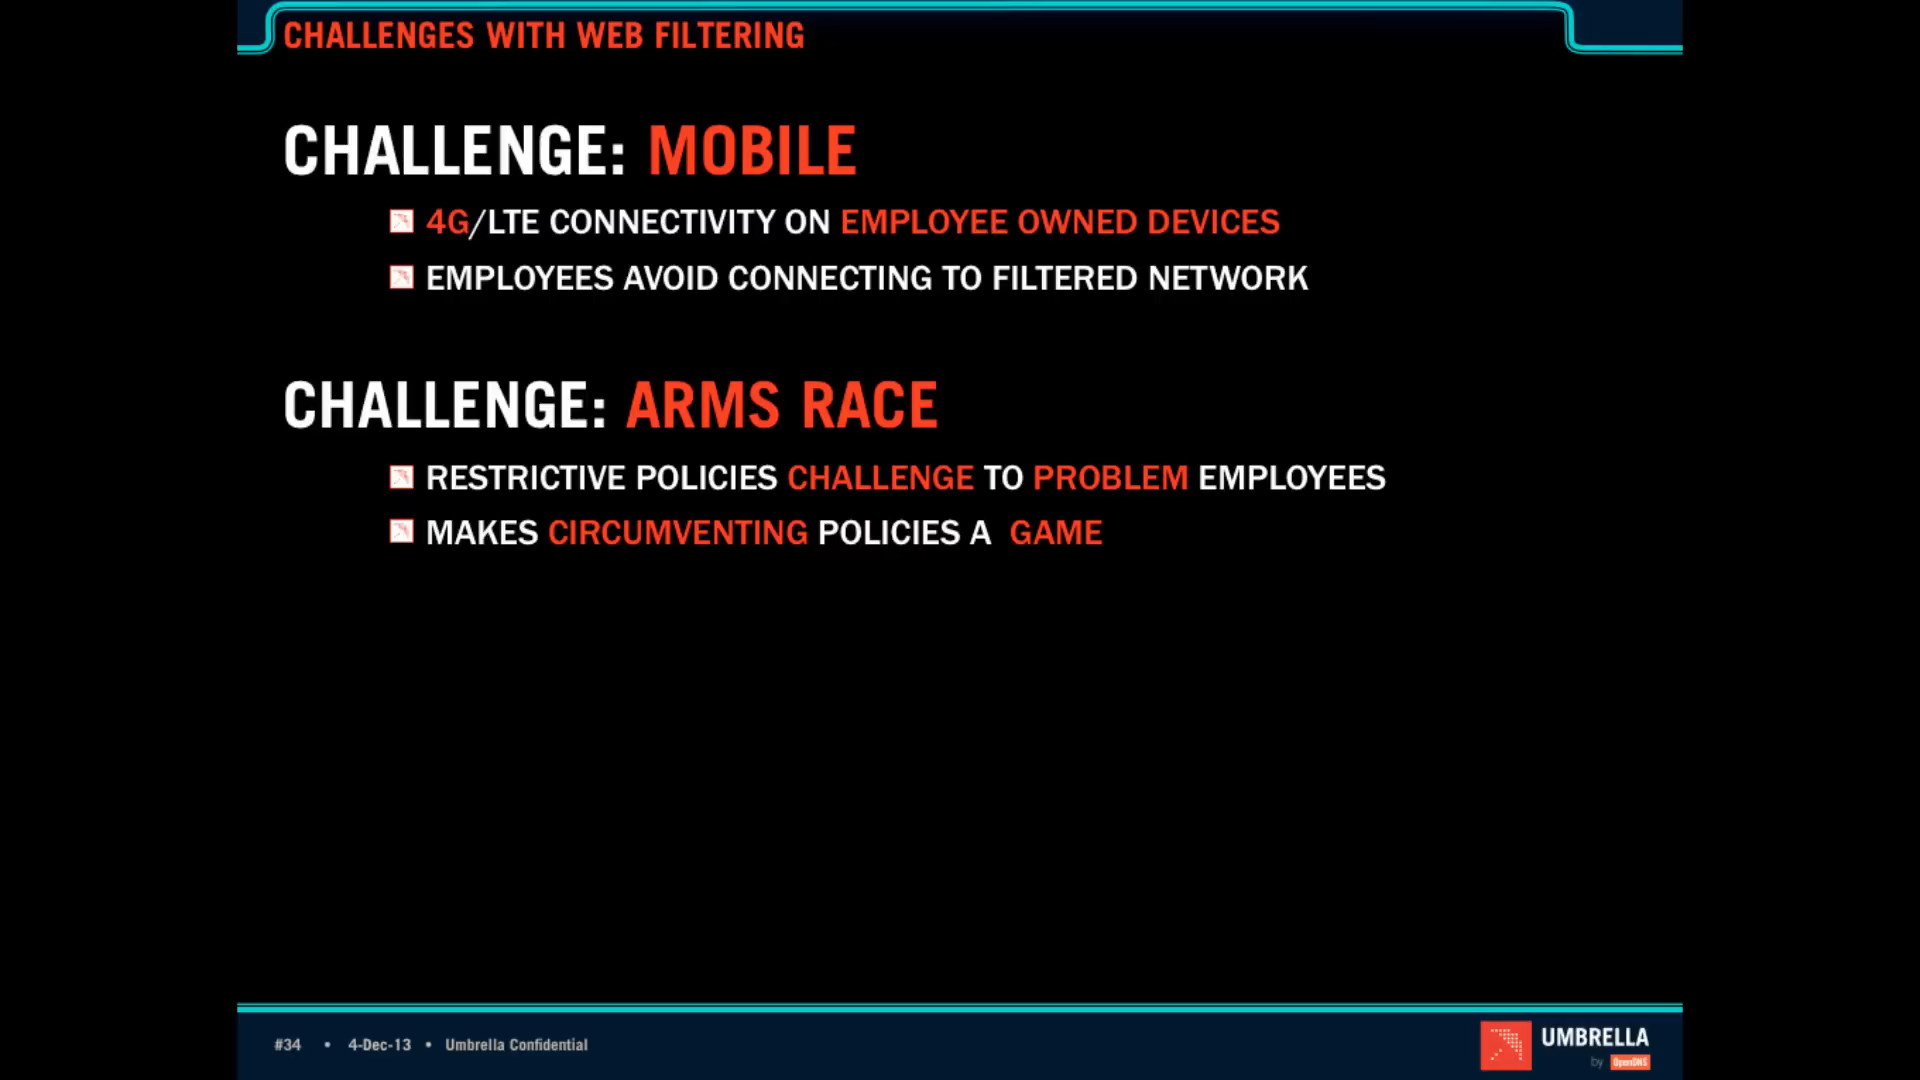 CHALLENGES WITH WEB FILTERING
CHALLENGE: MOBILE
4G/LTE CONNECTIVITY ON EMPLOYEE OWNED DEVICES
EMPLOYEES AVOID CONNECTING TO FILTERED NETWORK
CHALLENGE: ARMS RACE
RESTRICTIVE POLICIES CHALLENGE TO PROBLEM EMPLOYEES
MAKES CIRCUMVENTING POLICIES A GAME
#34 • 4-Dec-13 • Umbrella Confidential
UMBRELLA
by OpenDNS